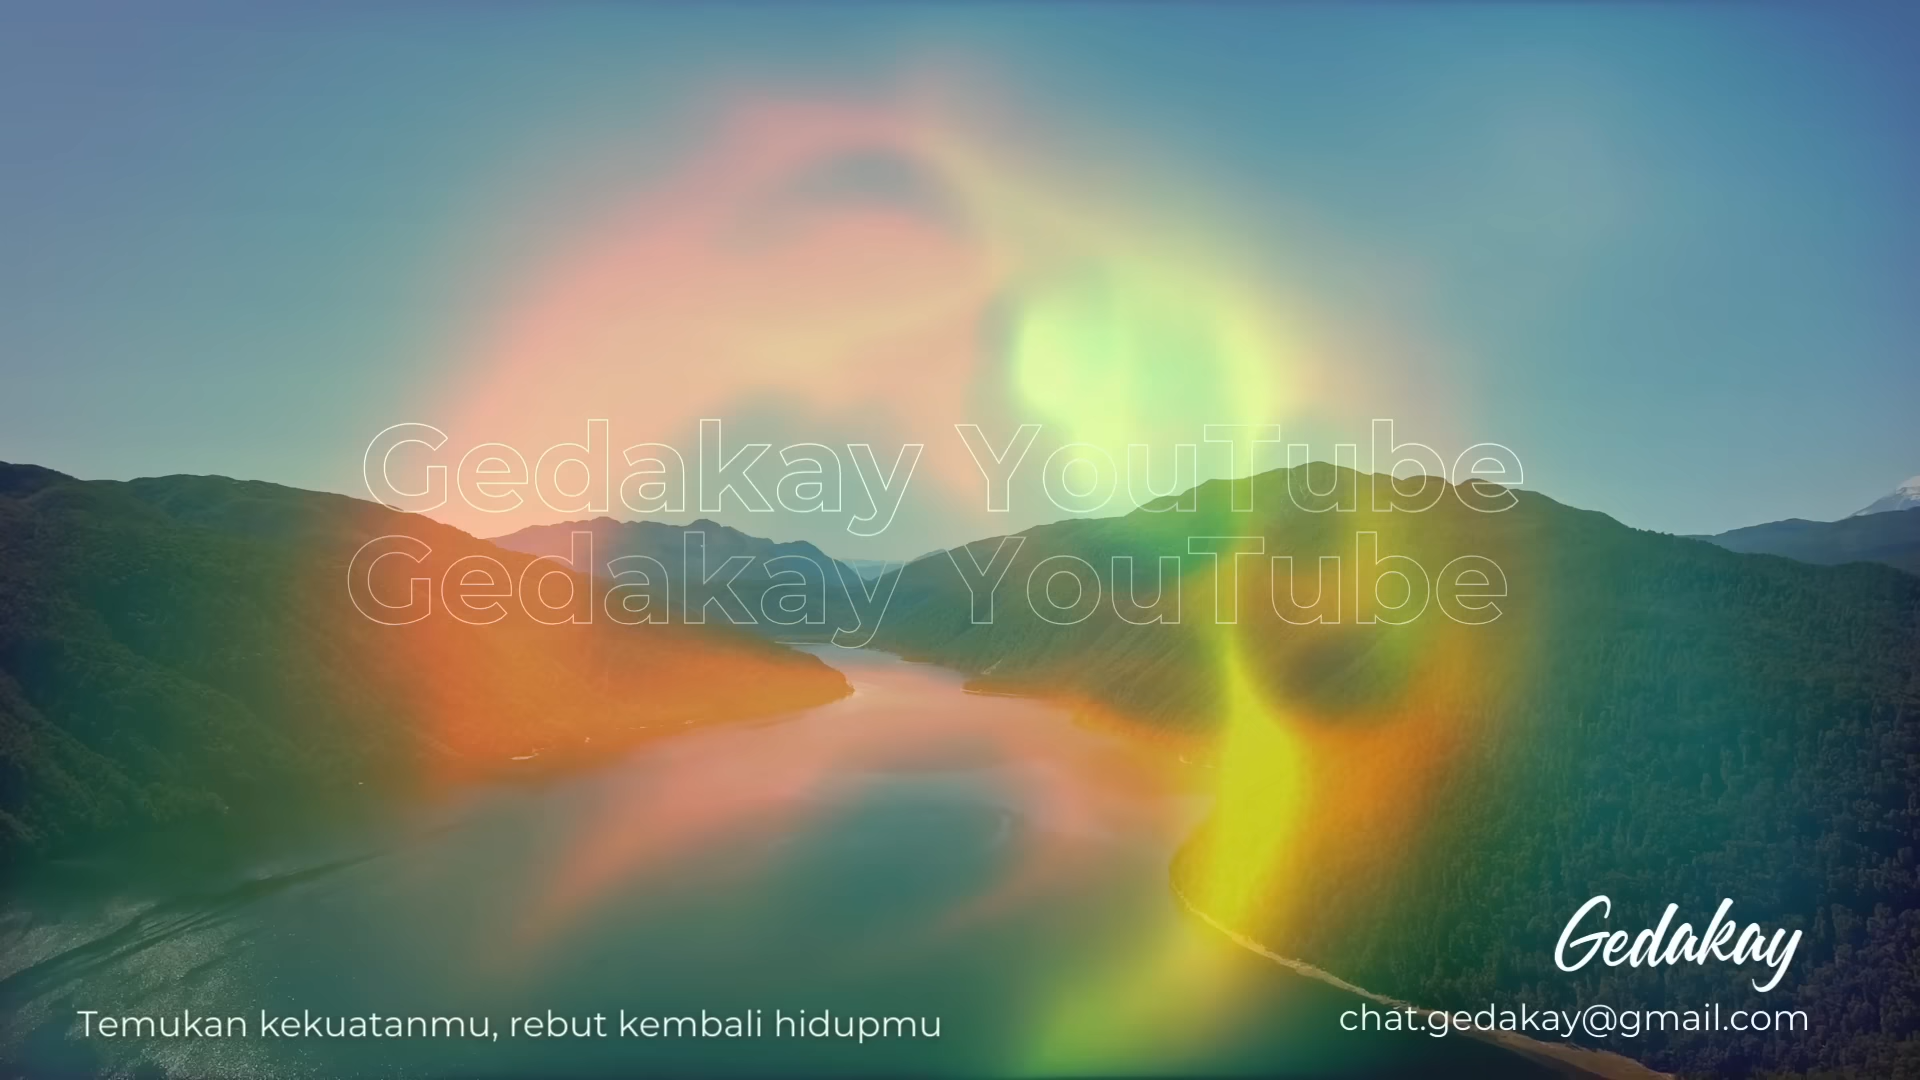 Gedakay YouTube
Gedakay YouTube
Gedakay
Temukan kekuatanmu, rebut kembali hidupmu
chat.gedakay@gmail.com